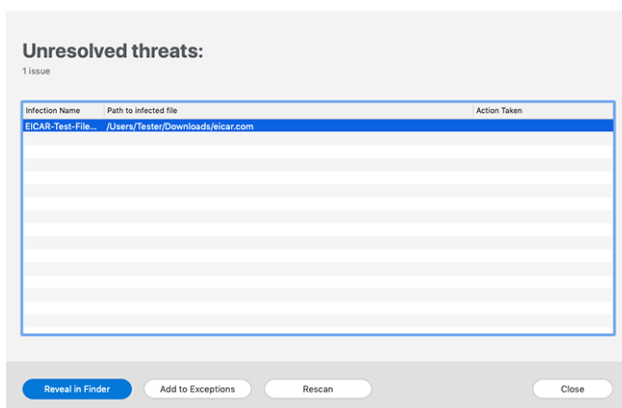 Unresolved threats:
1 issue
Infection Name Path to infected file Action Taken
EICAR-Test-File... /Users/Tester/Downloads/eicar.com
Reveal in Finder Add to Exceptions Rescan Close